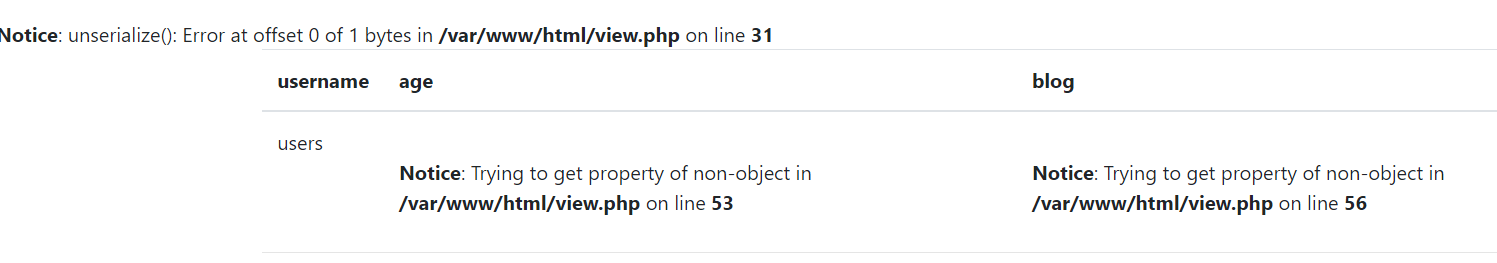 Notice: unserialize(): Error at offset 0 of 1 bytes in /var/www/html/view.php on line 31
username age blog
users
Notice: Trying to get property of non-object in Notice: Trying to get property of non-object in
/var/www/html/view.php on line 53 /var/www/html/view.php on line 56